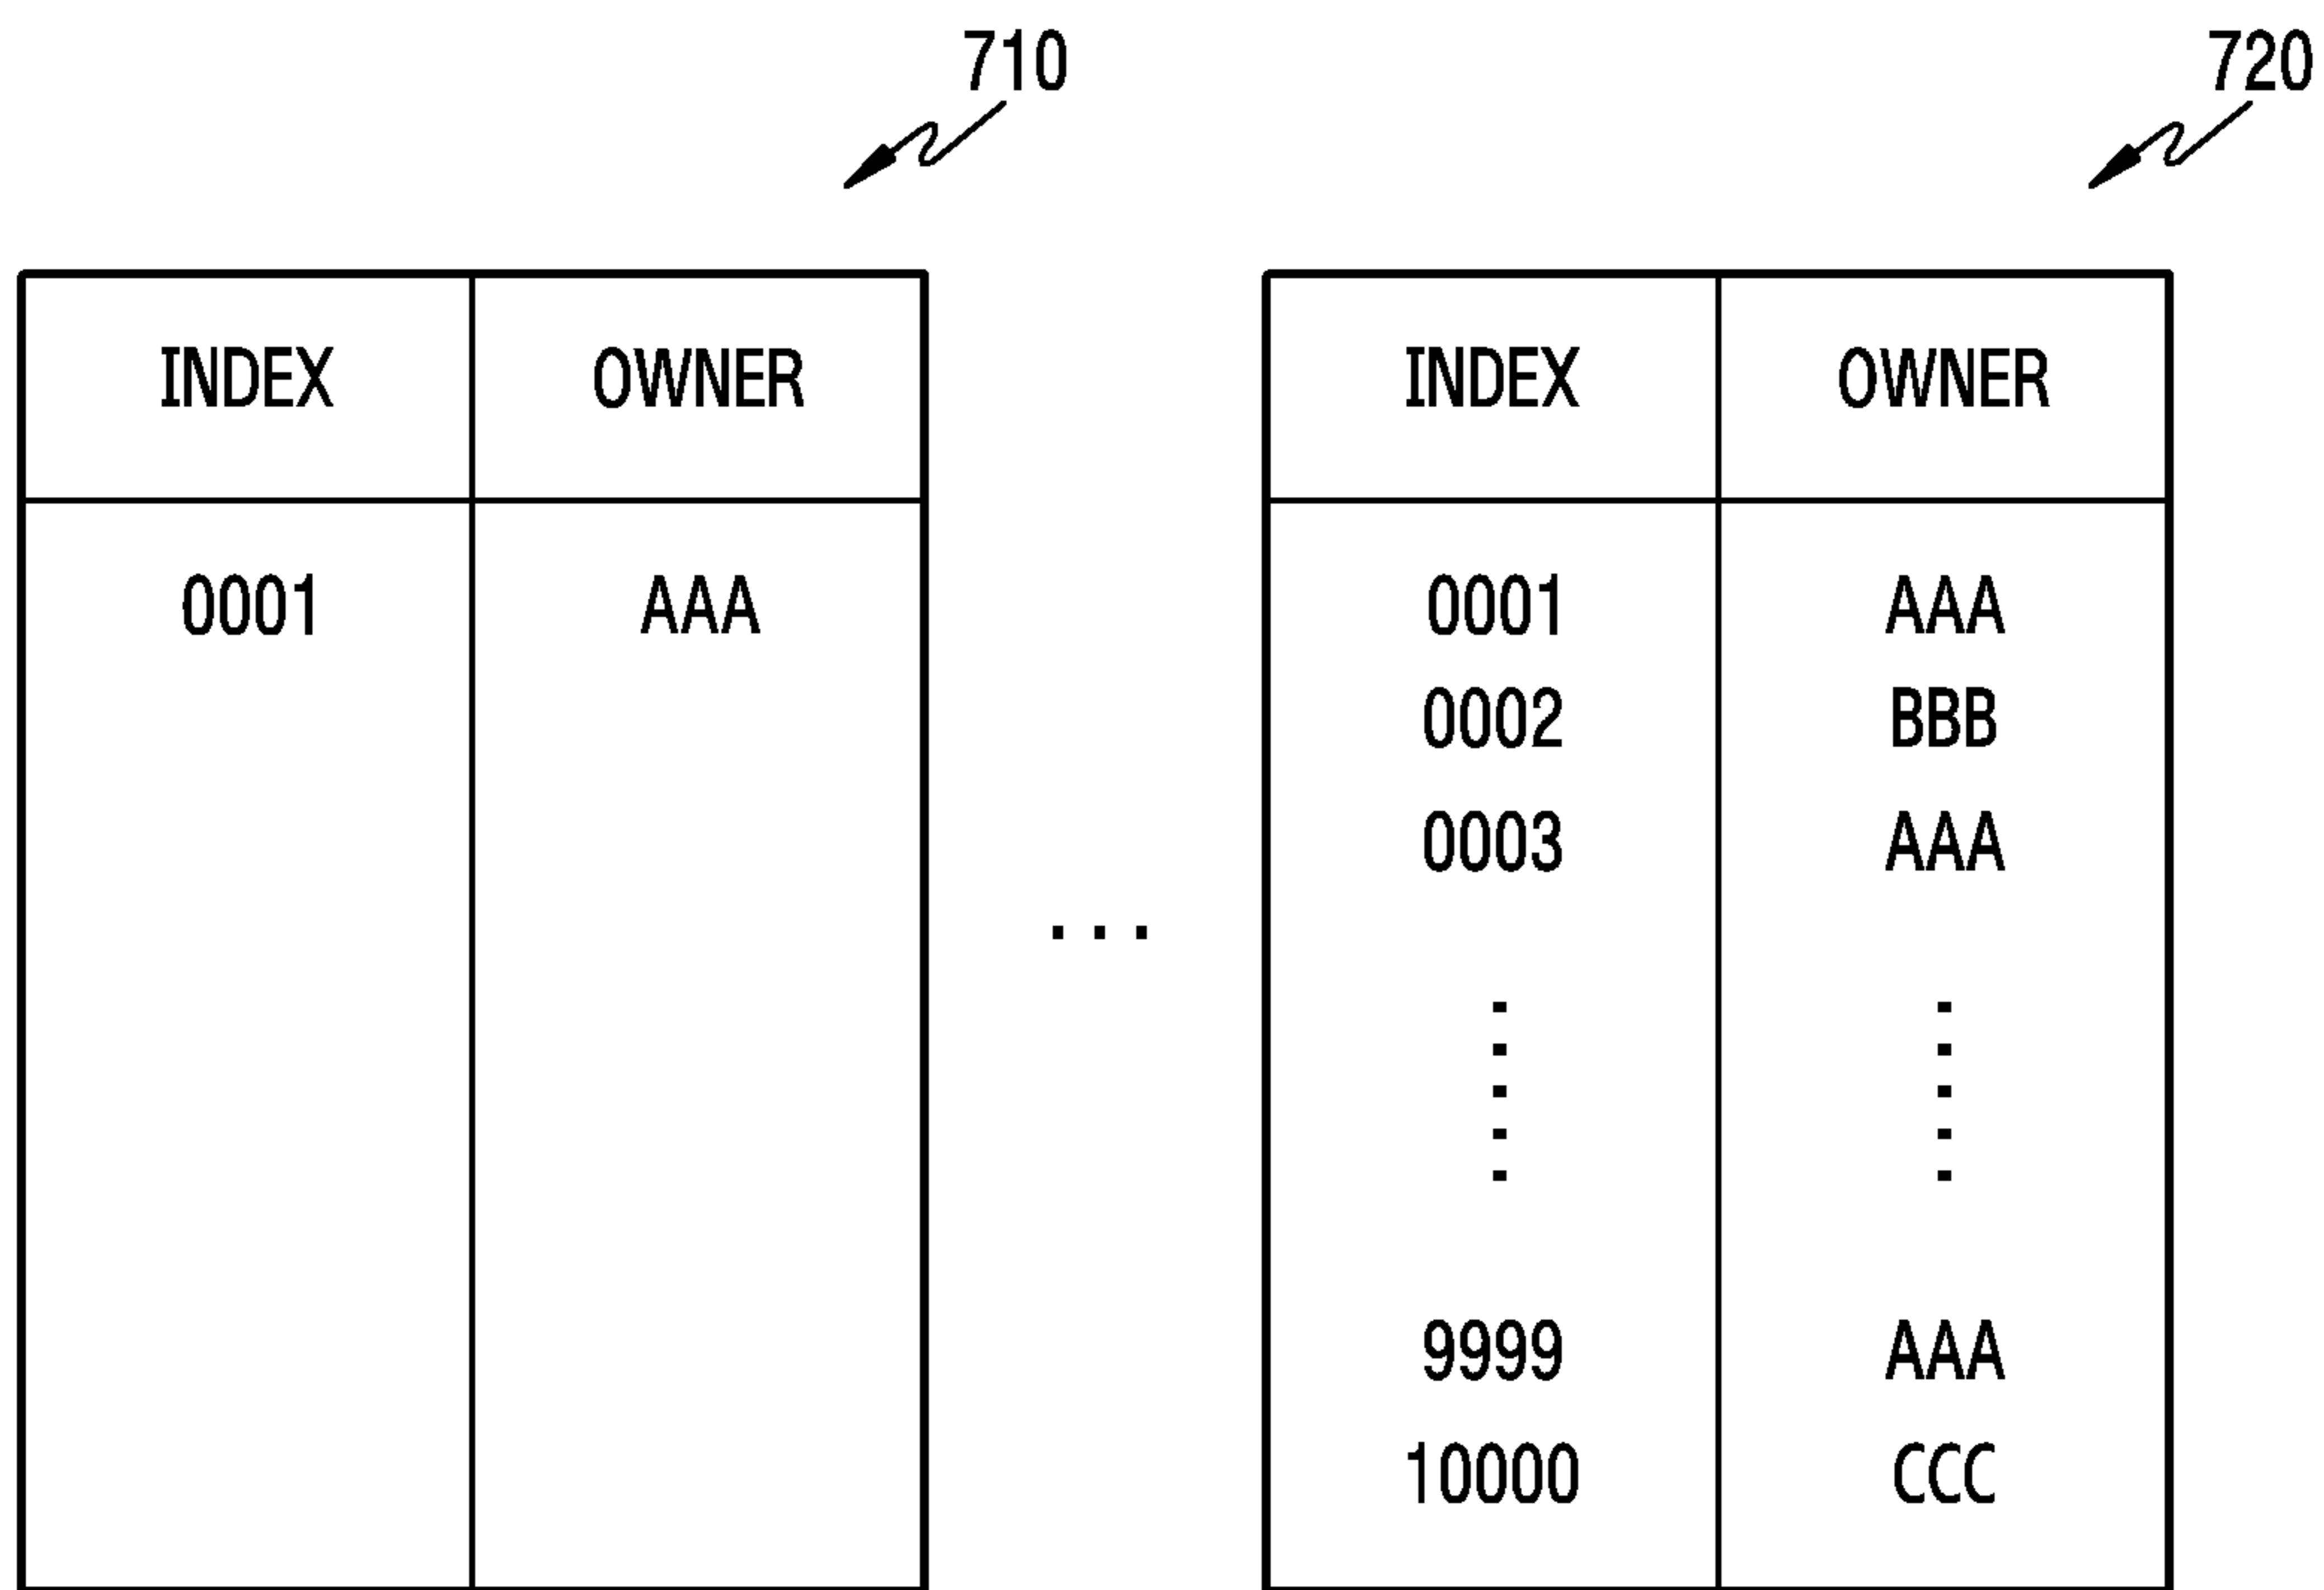 710
720
INDEX OWNER
0001 AAA
...
INDEX OWNER
0001 AAA
0002 BBB
0003 AAA
9999 AAA
10000 CCC